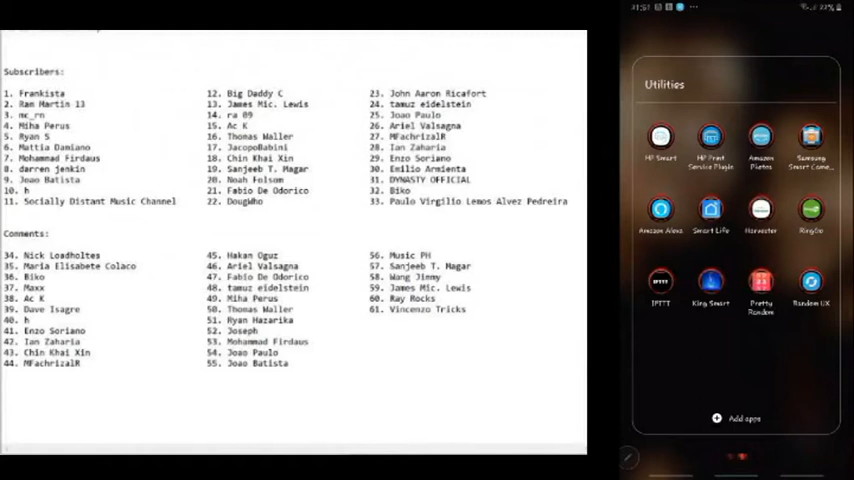 Subscribers:
1. Frankista
2. Ram Martin 13
3. mc_rn
4. Miha Perus
5. Ryan S
6. Mattia Damiano
7. Mohammad Firdaus
8. darren jenkin
9. Joao Batista
10. h
11. Socially Distant Music Channel
12. Big Daddy C
13. James Mic. Lewis
14. ra 09
15. Ac K
16. Thomas Waller
17. JacopoBabini
18. Chin Khai Xin
19. Sanjeeb T. Magar
20. Noah Folsom
21. Fabio De Odorico
22. DougWho
23. John Aaron Ricafort
24. tamuz eidelstein
25. Joao Paulo
26. Ariel Valsagna
27. MFachrizalR
28. Ian Zaharia
29. Enzo Soriano
30. Emilio Armienta
31. DYNASTY OFFICIAL
32. Biko
33. Paulo Virgilio Lemos Alvez Pedreira
Comments:
34. Nick Loadholtes
35. Maria Elisabete Colaco
36. Biko
37. Maxx
38. Ac K
39. Dave Isagre
40. h
41. Enzo Soriano
42. Ian Zaharia
43. Chin Khai Xin
44. MFachrizalR
45. Hakan Oguz
46. Ariel Valsagna
47. Fabio De Odorico
48. tamuz eidelstein
49. Miha Perus
50. Thomas Waller
51. Ryan Hazarika
52. Joseph
53. Mohammad Firdaus
54. Joao Paulo
55. Joao Batista
56. Music PH
57. Sanjeeb T. Magar
58. Wang Jimmy
59. James Mic. Lewis
60. Ray Rocks
61. Vincenzo Tricks
21:51
Utilities
HP Smart
HP Print
Service Plugin
Amazon
Photos
Samsung
Smart Came...
Amazon Alexa
Smart Life
Harvester
RingGo
IFTTT
King Smart
Pretty
Random
Random UX
Add apps